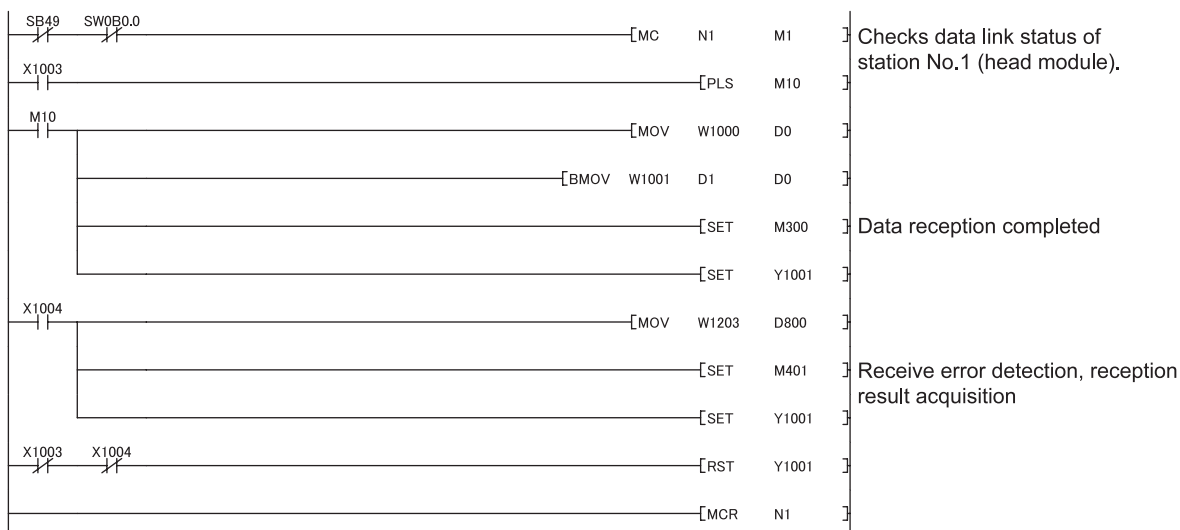 SB49 SW0B0.0
[MC N1 M1 ] Checks data link status of
station No.1 (head module).
X1003
[PLS M10 ]
M10
[MOV W1000 D0 ]
[BMOV W1001 D1 D0 ]
[SET M300 ] Data reception completed
[SET Y1001 ]
X1004
[MOV W1203 D800 ]
[SET M401 ] Receive error detection, reception
result acquisition
[SET Y1001 ]
X1003 X1004
[RST Y1001 ]
[MCR N1 ]